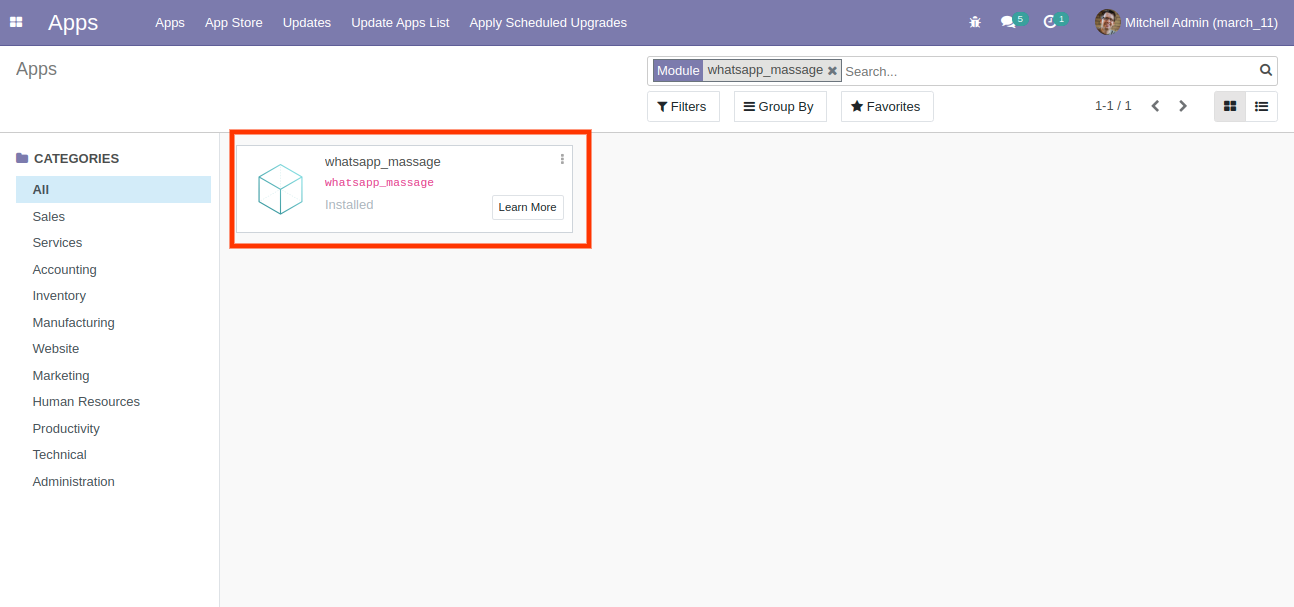 Apps
Apps App Store Updates Update Apps List Apply Scheduled Upgrades
5
1
Mitchell Admin (march_11)
Apps
Module whatsapp_massage Search...
Filters Group By Favorites
1-1 / 1
CATEGORIES
All
Sales
Services
Accounting
Inventory
Manufacturing
Website
Marketing
Human Resources
Productivity
Technical
Administration
whatsapp_massage
whatsapp_massage
Installed
Learn More